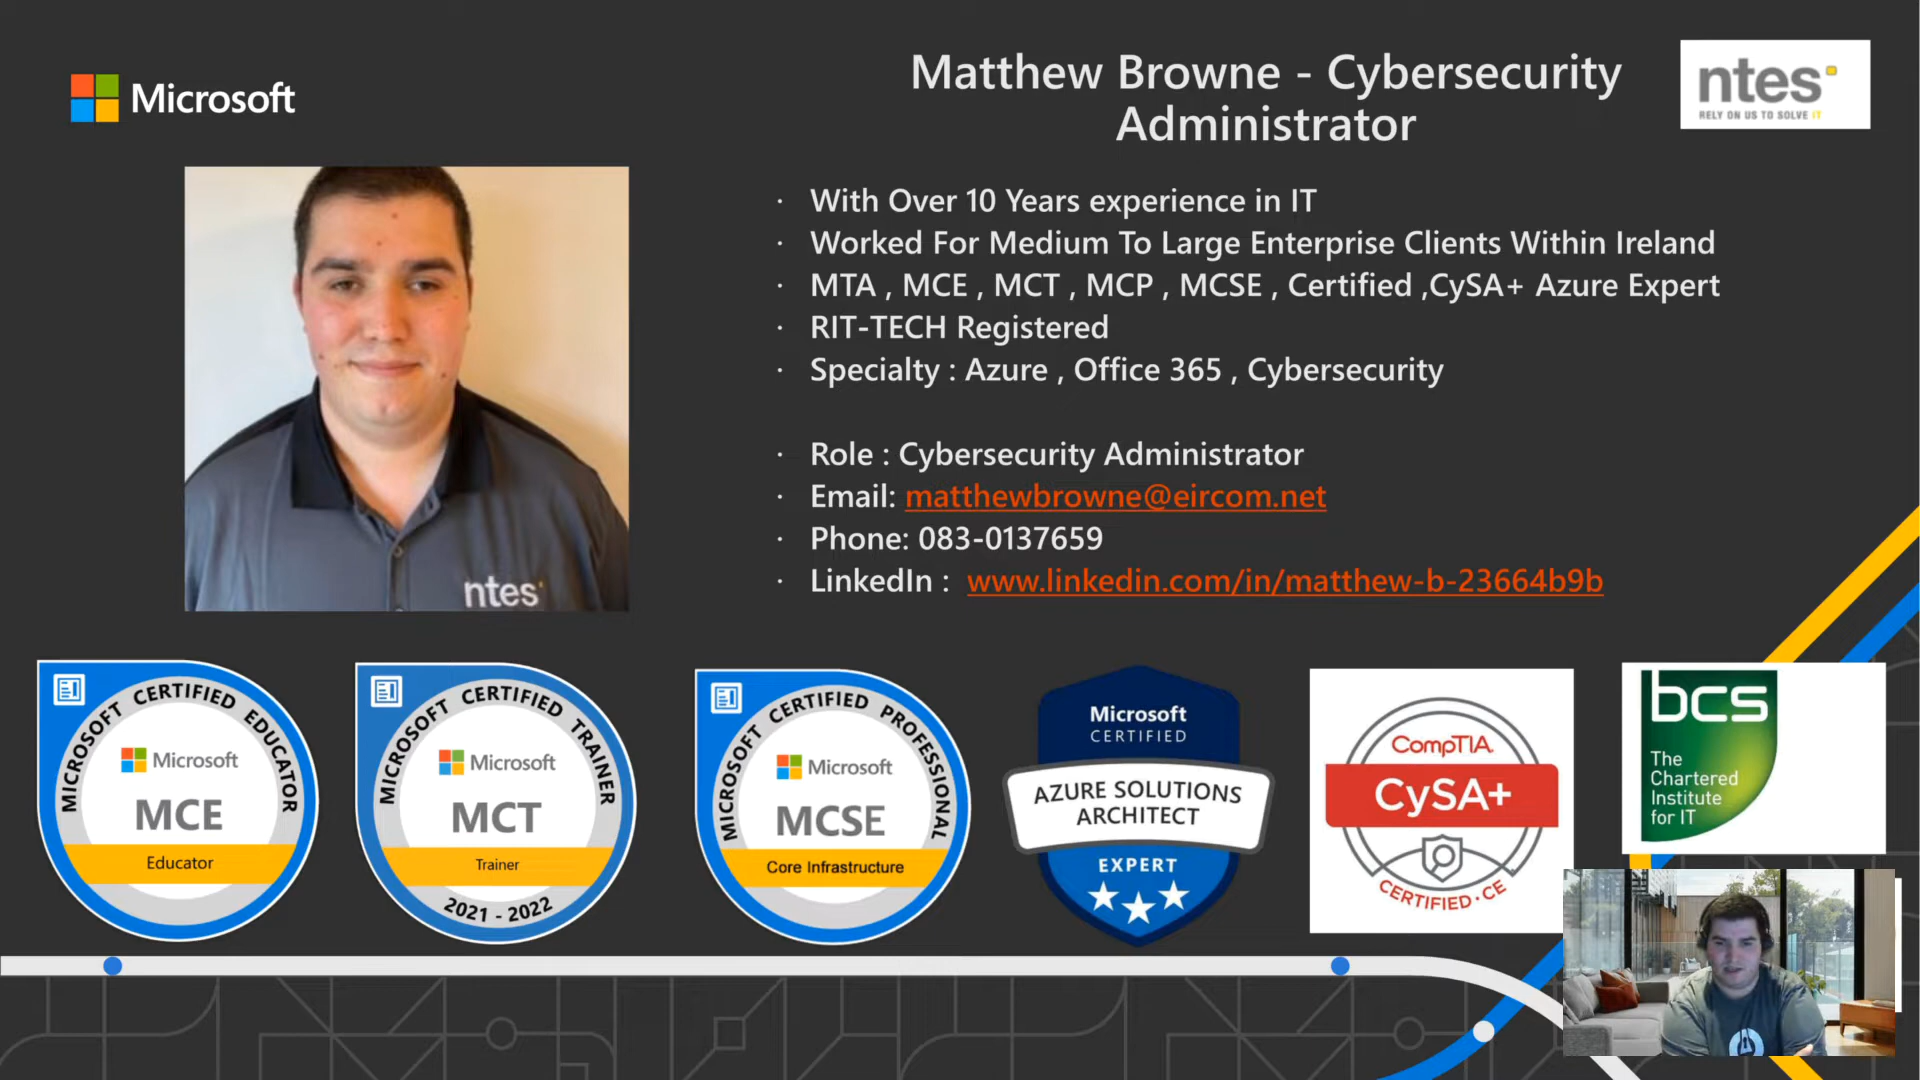 Microsoft
Matthew Browne - Cybersecurity
Administrator
ntes
RELY ON US TO SOLVE IT
· With Over 10 Years experience in IT
· Worked For Medium To Large Enterprise Clients Within Ireland
· MTA , MCE , MCT , MCP , MCSE , Certified ,CySA+ Azure Expert
· RIT-TECH Registered
· Specialty : Azure , Office 365 , Cybersecurity
· Role : Cybersecurity Administrator
· Email: matthewbrowne@eircom.net
· Phone: 083-0137659
· LinkedIn : www.linkedin.com/in/matthew-b-23664b9b
ntes
MICROSOFT CERTIFIED EDUCATOR
Microsoft
MCE
Educator
MICROSOFT CERTIFIED TRAINER
Microsoft
MCT
Trainer
2021 - 2022
MICROSOFT CERTIFIED PROFESSIONAL
Microsoft
MCSE
Core Infrastructure
Microsoft
CERTIFIED
AZURE SOLUTIONS
ARCHITECT
EXPERT
CompTIA.
CySA+
CERTIFIED · CE
bcs
The
Chartered
Institute
for IT